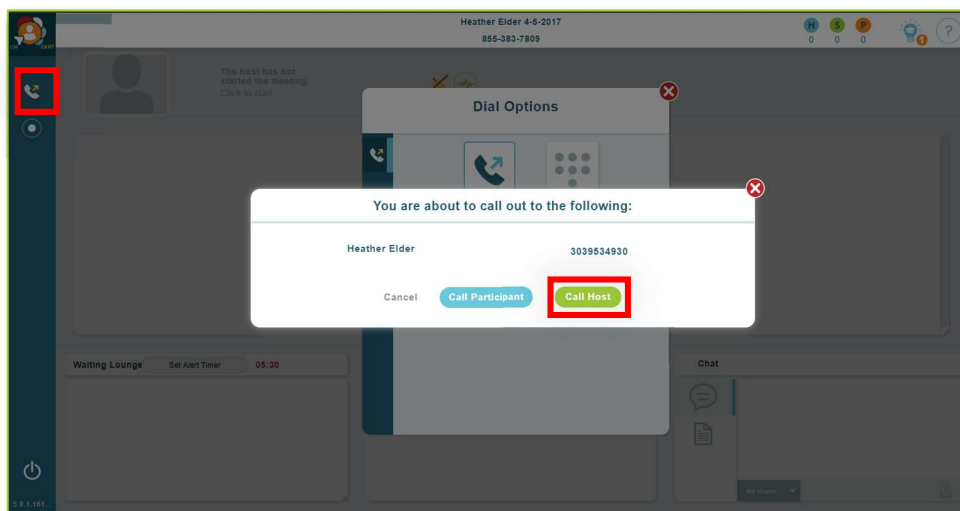 Heather Elder 4-5-2017
855-383-7809
H S P
0 0 0
1
?
CERT
The host has not
started the meeting.
Click to start
Dial Options
You are about to call out to the following:
Heather Elder 3039534930
Cancel Call Participant Call Host
Waiting Lounge Set Alert Timer 05:30
Chat
All Users